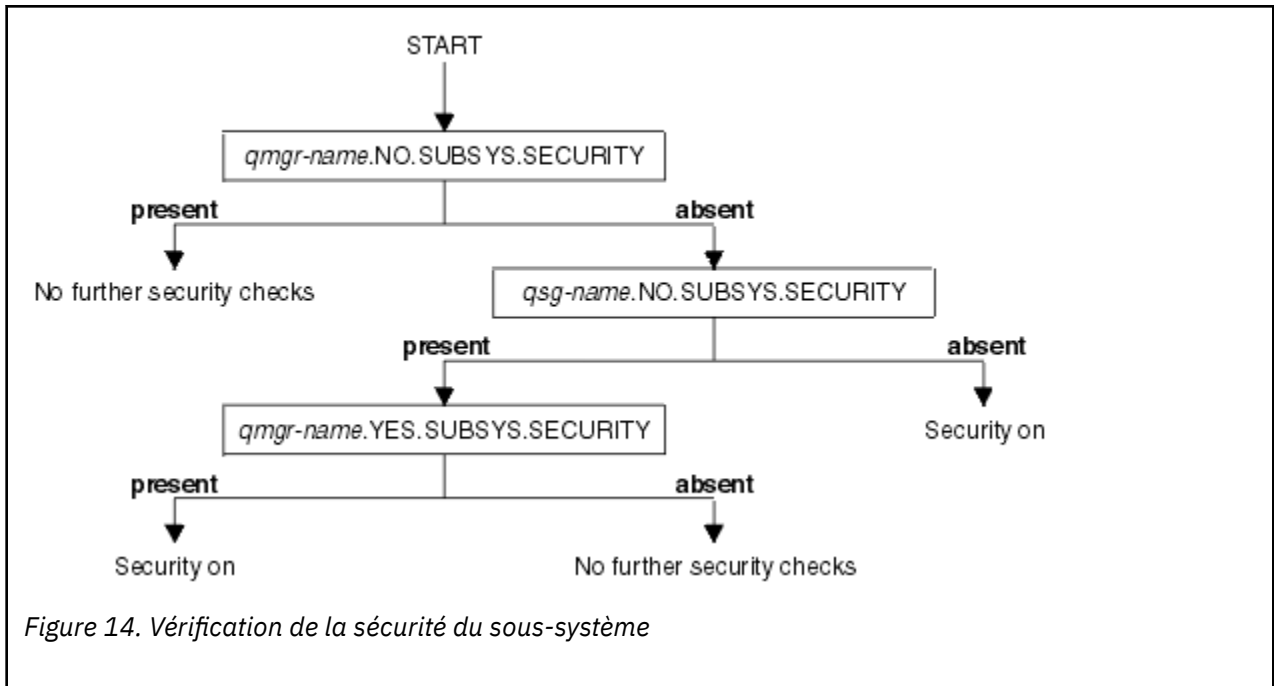 START
qmgr-name.NO.SUBSYS.SECURITY
present absent
No further security checks
qsg-name.NO.SUBSYS.SECURITY
present absent
qmgr-name.YES.SUBSYS.SECURITY
Security on
present absent
Security on
No further security checks
Figure 14. Vérification de la sécurité du sous-système